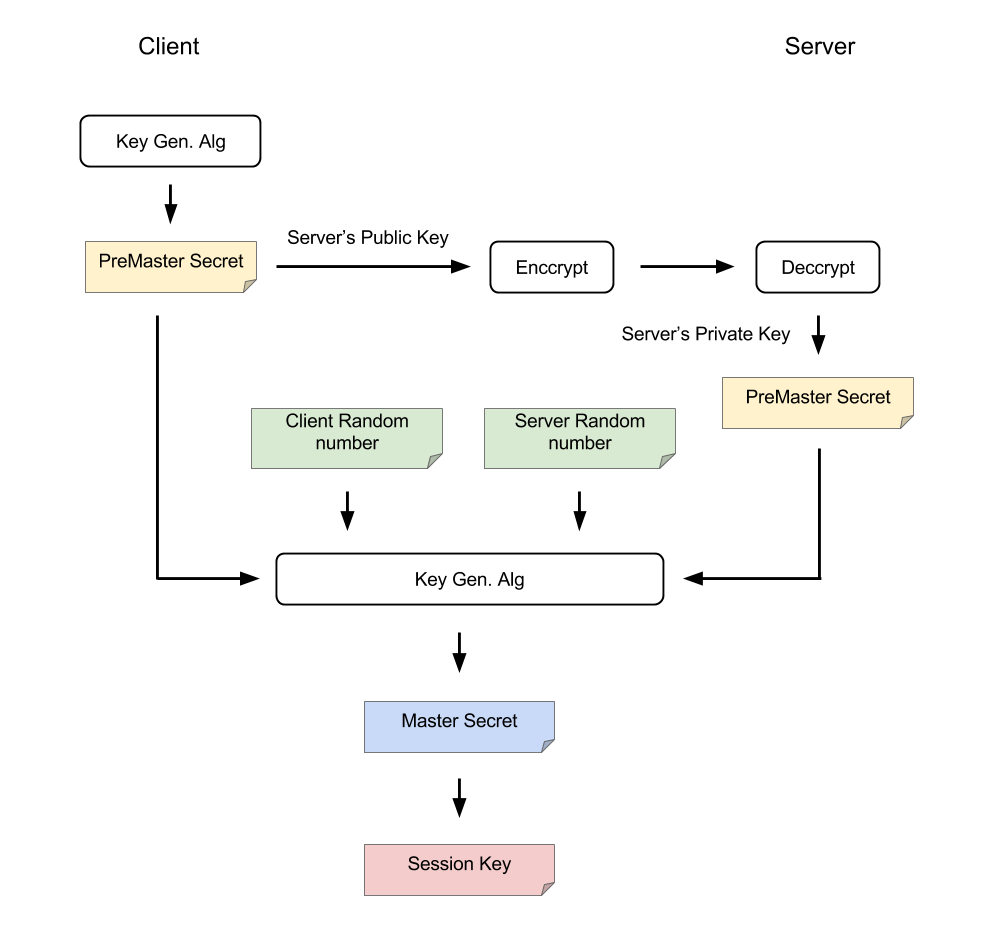 Client
Server
Key Gen. Alg
PreMaster Secret
Server's Public Key
Enccrypt
Deccrypt
Server's Private Key
PreMaster Secret
Client Random
number
Server Random
number
Key Gen. Alg
Master Secret
Session Key